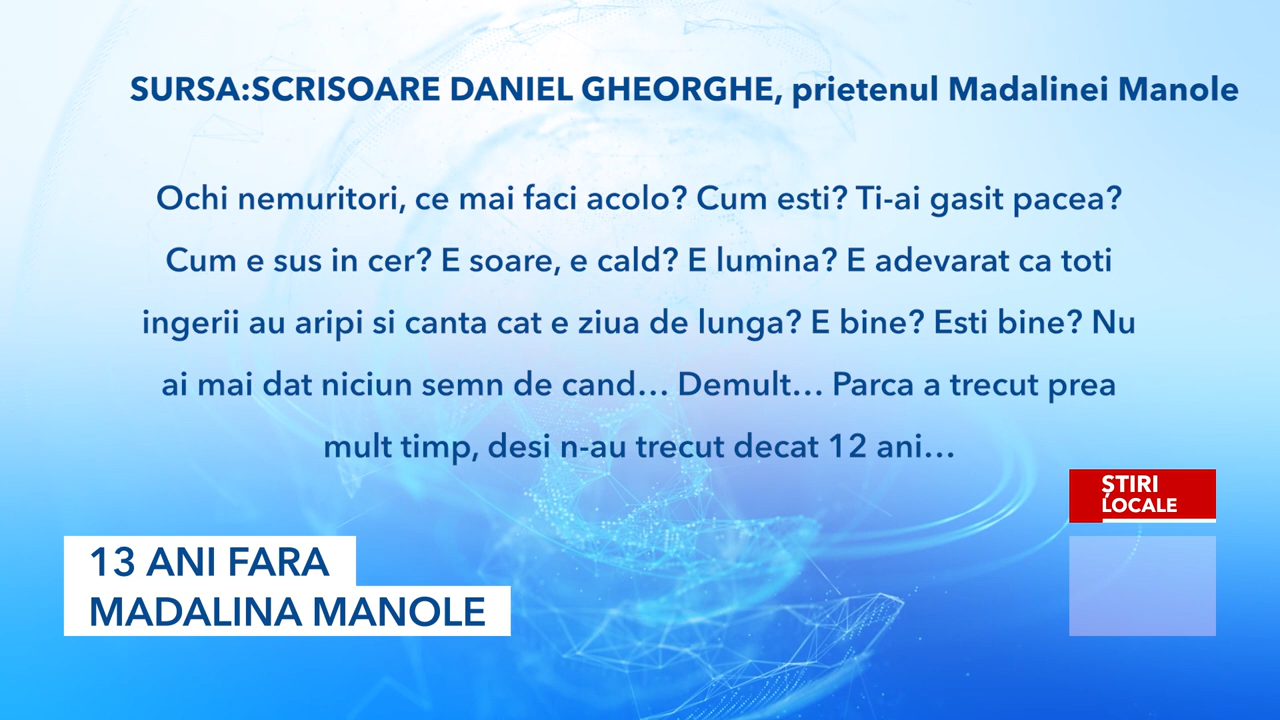 SURSA:SCRISOARE DANIEL GHEORGHE, prietenul Madalinei Manole
Ochi nemuritori, ce mai faci acolo? Cum esti? Ti-ai gasit pacea?
Cum e sus in cer? E soare, e cald? E lumina? E adevarat ca toti
ingerii au aripi si canta cat e ziua de lunga? E bine? Esti bine? Nu
ai mai dat niciun semn de cand... Demult... Parca a trecut prea
mult timp, desi n-au trecut decat 12 ani...
ȘTIRI
LOCALE
13 ANI FARA
MADALINA MANOLE